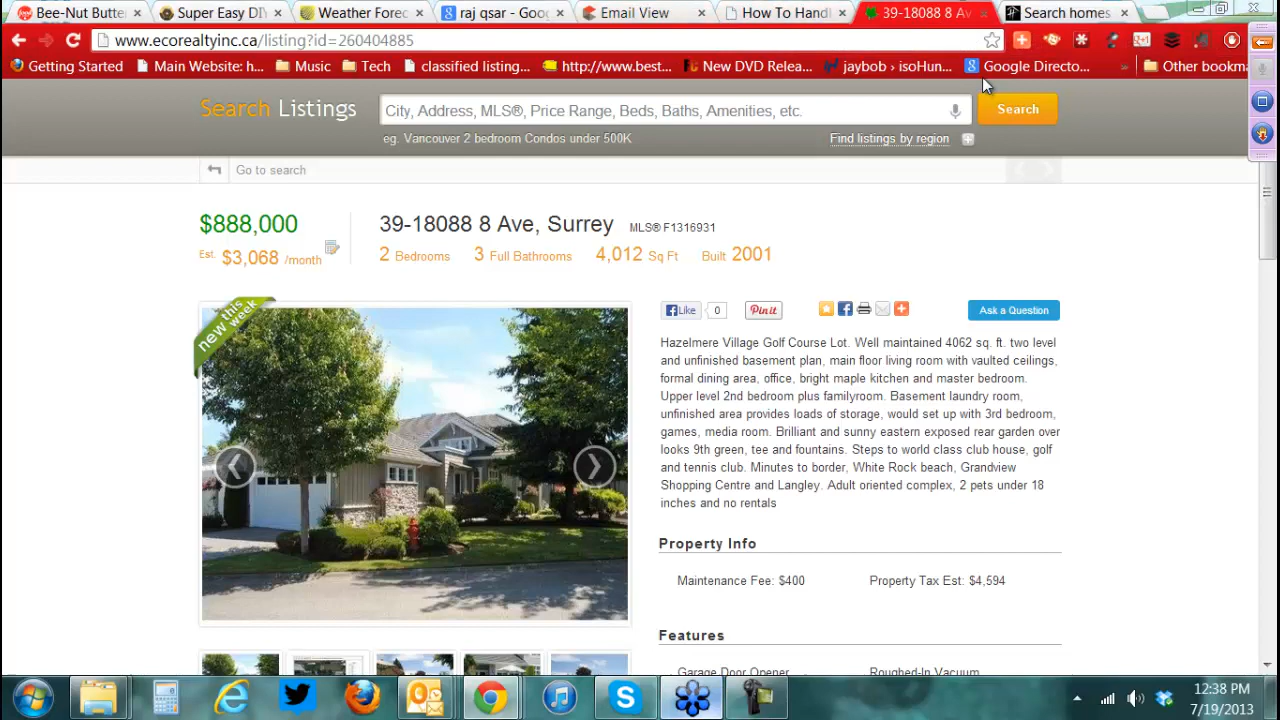 Bee-Nut Butte
Super Easy DIY
Weather Fore
raj qsar - Goo
Email View
How To Handl
39-18088 8 Av
Search homes
www.ecorealtyinc.ca/listing?id=260404885
Getting Started
Main Website: h...
Music
Tech
classified listing...
http://www.best...
New DVD Relea...
jaybob › isoHun...
Google Directo...
»
Other bookma
Search Listings
City, Address, MLS®, Price Range, Beds, Baths, Amenities, etc.
Search
eg. Vancouver 2 bedroom Condos under 500K
Find listings by region
Go to search
$888,000
39-18088 8 Ave, Surrey MLS® F1316931
Est. $3,068 /month
2 Bedrooms 3 Full Bathrooms 4,012 Sq Ft Built 2001
new this week
Like 0
Pin it
Ask a Question
Hazelmere Village Golf Course Lot. Well maintained 4062 sq. ft. two level
and unfinished basement plan, main floor living room with vaulted ceilings,
formal dining area, office, bright maple kitchen and master bedroom.
Upper level 2nd bedroom plus familyroom. Basement laundry room,
unfinished area provides loads of storage, would set up with 3rd bedroom,
games, media room. Brilliant and sunny eastern exposed rear garden over
looks 9th green, tee and fountains. Steps to world class club house, golf
and tennis club. Minutes to border, White Rock beach, Grandview
Shopping Centre and Langley. Adult oriented complex, 2 pets under 18
inches and no rentals
Property Info
Maintenance Fee: $400
Property Tax Est: $4,594
Features
Garage Door Opener
Roughed-In Vacuum
12:38 PM
7/19/2013